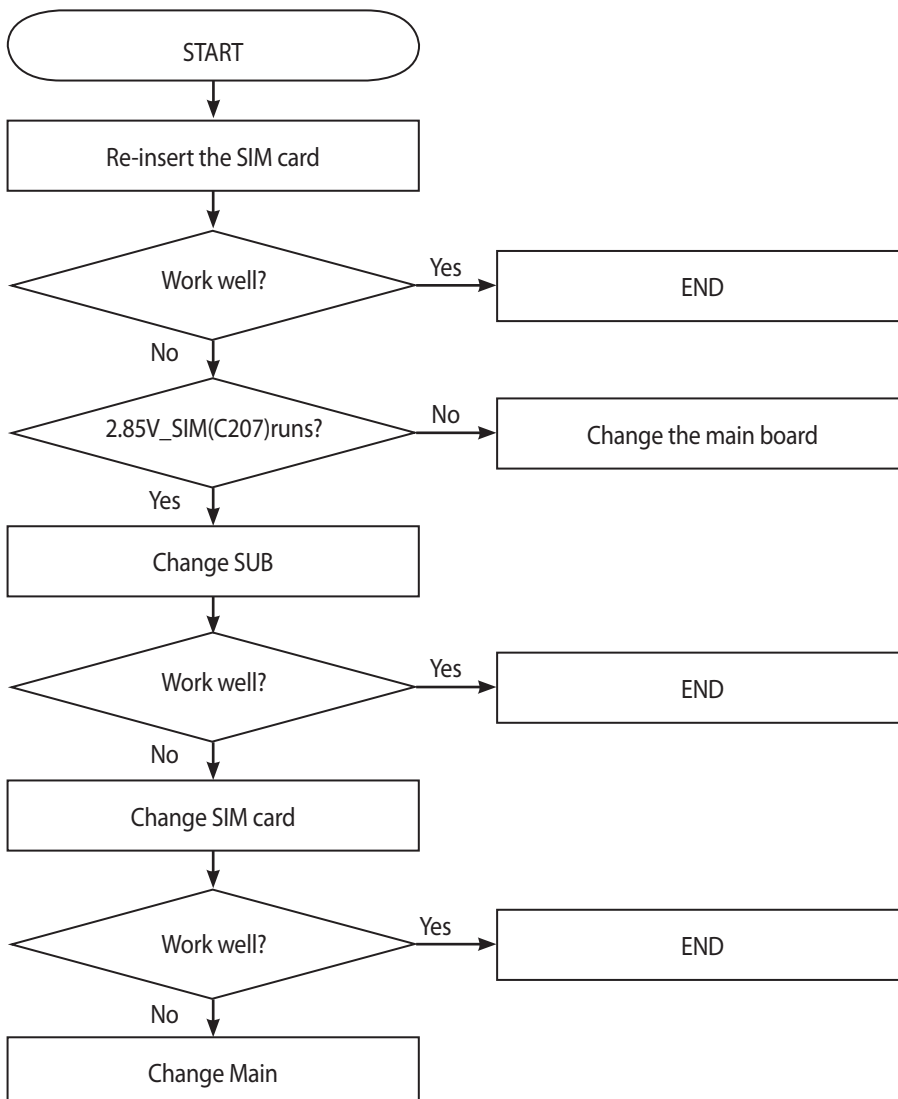 START
Re-insert the SIM card
Work well?
Yes
END
No
2.85V_SIM(C207)runs?
No
Change the main board
Yes
Change SUB
Work well?
Yes
END
No
Change SIM card
Work well?
Yes
END
No
Change Main